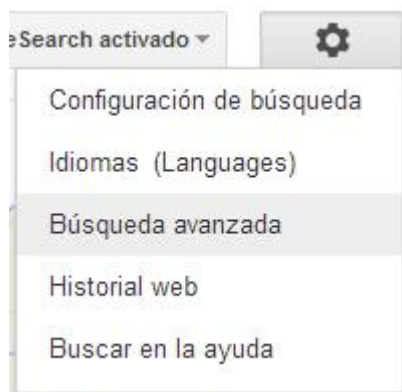 eSearch activado
Configuración de búsqueda
Idiomas (Languages)
Búsqueda avanzada
Historial web
Buscar en la ayuda